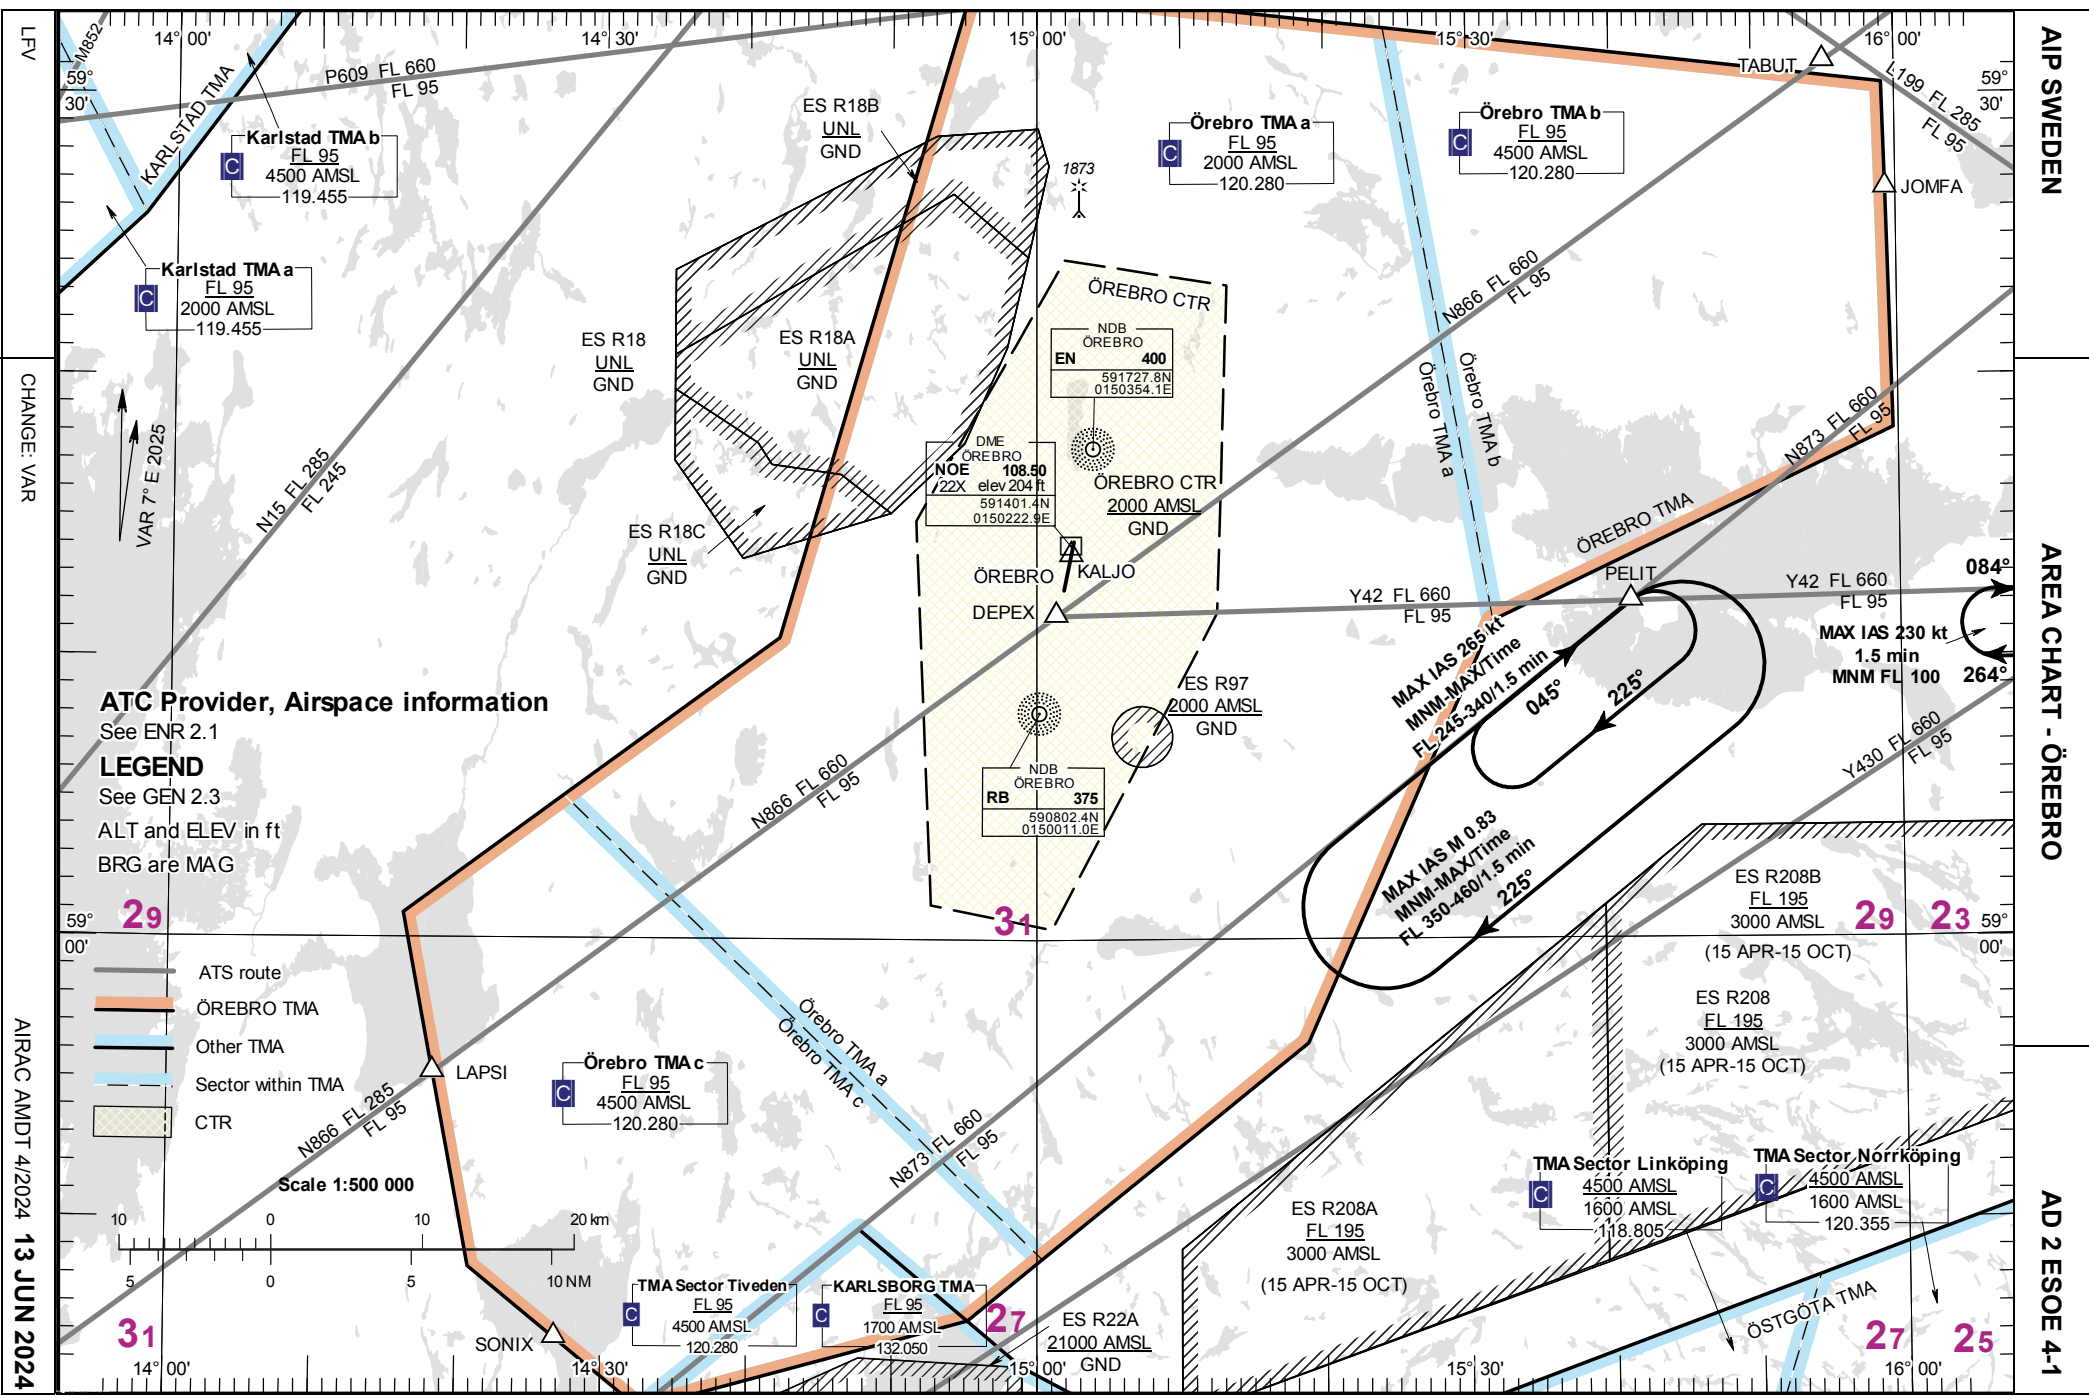 LFV
CHANGE: VAR
AIRAC AMDT 4/2024 13 JUN 2024
AIP SWEDEN
AREA CHART - ÖREBRO
AD 2 ESOE 4-1
14° 00'
14° 30'
15° 00'
15° 30'
16° 00'
59°
30'
59°
30'
M852
KARLSTAD TMA
P609 FL 660
FL 95
Karlstad TMA b
C
FL 95
4500 AMSL
119.455
Karlstad TMA a
C
FL 95
2000 AMSL
119.455
ES R18B
UNL
GND
1873
Örebro TMA a
C
FL 95
2000 AMSL
120.280
Örebro TMA b
C
FL 95
4500 AMSL
120.280
TABUT
L199 FL 285
FL 95
JOMFA
N866 FL 660
FL 95
ÖREBRO CTR
NDB
ÖREBRO
EN 400
591727.8N
0150354.1E
ES R18
UNL
GND
ES R18A
UNL
GND
Örebro TMA a
Örebro TMA b
N873 FL 660
FL 95
VAR 7° E 2025
N15 FL 285
FL 245
DME
ÖREBRO
NOE 108.50
22X elev 204 ft
591401.4N
0150222.9E
ÖREBRO CTR
2000 AMSL
GND
ES R18C
UNL
GND
ÖREBRO TMA
ÖREBRO
KALJO
DEPEX
PELIT
Y42 FL 660
FL 95
Y42 FL 660
FL 95
084°
MAX IAS 230 kt
1.5 min
MNM FL 100
264°
MAX IAS 265 kt
MNM-MAX/Time
FL 245-340/1.5 min
045°
225°
ES R97
2000 AMSL
GND
ATC Provider, Airspace information
See ENR 2.1
LEGEND
See GEN 2.3
ALT and ELEV in ft
BRG are MAG
N866 FL 660
FL 95
NDB
ÖREBRO
RB 375
590802.4N
0150011.0E
Y430 FL 660
FL 95
MAX IAS M 0.83
MNM-MAX/Time
FL 350-460/1.5 min
225°
ES R208B
FL 195
3000 AMSL
(15 APR-15 OCT)
29
31
29
23
59°
00'
59°
00'
ATS route
ÖREBRO TMA
Other TMA
Sector within TMA
CTR
ES R208
FL 195
3000 AMSL
(15 APR-15 OCT)
Örebro TMA a
Örebro TMA c
LAPSI
Örebro TMA c
C
FL 95
4500 AMSL
120.280
N866 FL 285
FL 95
N873 FL 660
FL 95
Scale 1:500 000
10 0 10 20 km
5 0 5 10 NM
TMA Sector Linköping
C
4500 AMSL
1600 AMSL
118.805
TMA Sector Norrköping
C
4500 AMSL
1600 AMSL
120.355
ES R208A
FL 195
3000 AMSL
(15 APR-15 OCT)
TMA Sector Tiveden
C
FL 95
4500 AMSL
120.280
KARLSBORG TMA
C
FL 95
1700 AMSL
132.050
ES R22A
21000 AMSL
GND
ÖSTGÖTA TMA
SONIX
31
27
27
25
14° 00'
14° 30'
15° 00'
15° 30'
16° 00'